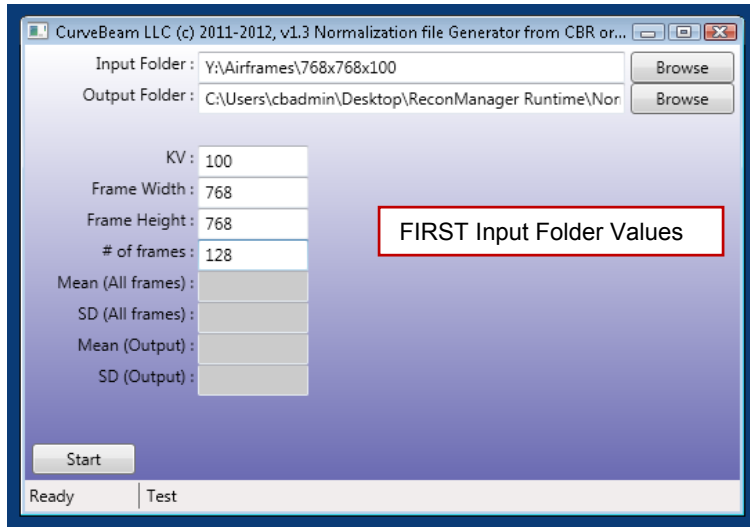 CurveBeam LLC (c) 2011-2012, v1.3 Normalization file Generator from CBR or...
Input Folder : Y:\Airframes\768x768x100 Browse
Output Folder : C:\Users\cbadmin\Desktop\ReconManager Runtime\Nor Browse
KV : 100
Frame Width : 768
Frame Height : 768
FIRST Input Folder Values
# of frames : 128
Mean (All frames) :
SD (All frames) :
Mean (Output) :
SD (Output) :
Start
Ready Test